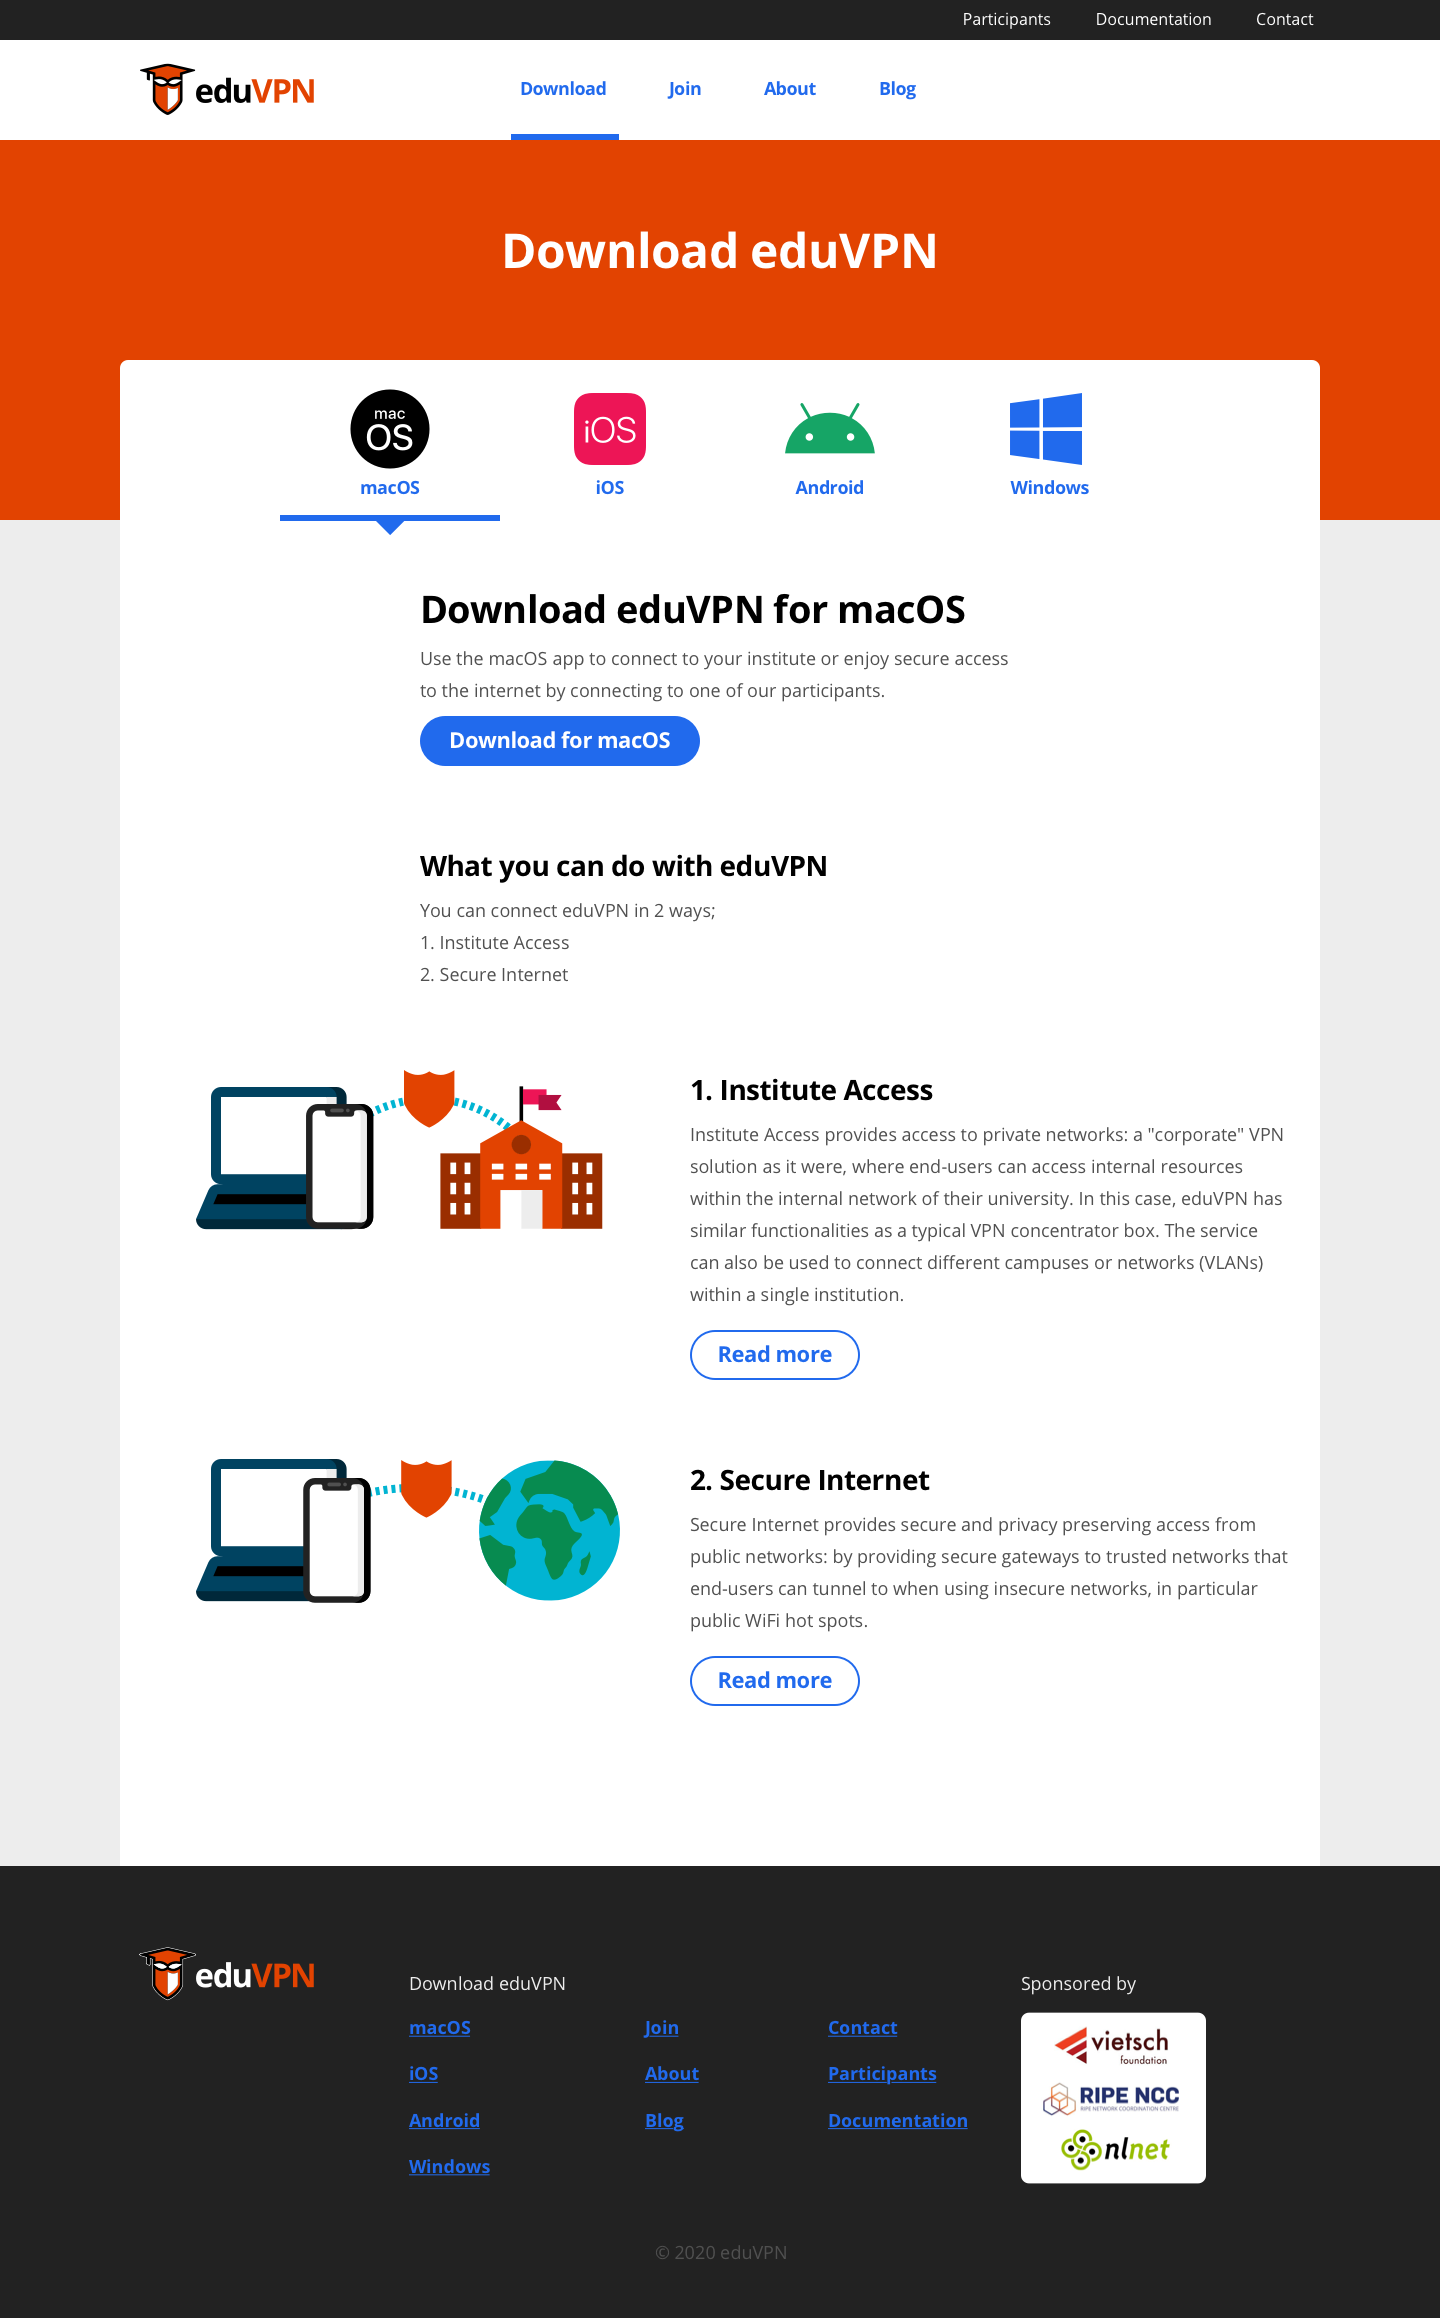 Participants Documentation Contact
eduVPN Download Join About Blog
Download eduVPN
mac
OS
iOS
macOS iOS Android Windows
Download eduVPN for macOS
Use the macOS app to connect to your institute or enjoy secure access
to the internet by connecting to one of our participants.
Download for macOS
What you can do with eduVPN
You can connect eduVPN in 2 ways;
1. Institute Access
2. Secure Internet
1. Institute Access
Institute Access provides access to private networks: a "corporate" VPN
solution as it were, where end-users can access internal resources
within the internal network of their university. In this case, eduVPN has
similar functionalities as a typical VPN concentrator box. The service
can also be used to connect different campuses or networks (VLANs)
within a single institution.
Read more
2. Secure Internet
Secure Internet provides secure and privacy preserving access from
public networks: by providing secure gateways to trusted networks that
end-users can tunnel to when using insecure networks, in particular
public WiFi hot spots.
Read more
eduVPN
Download eduVPN
macOS
iOS
Android
Windows
Join
About
Blog
Contact
Participants
Documentation
Sponsored by
vietsch
foundation
RIPE NCC
RIPE NETWORK COORDINATION CENTRE
nlnet
© 2020 eduVPN